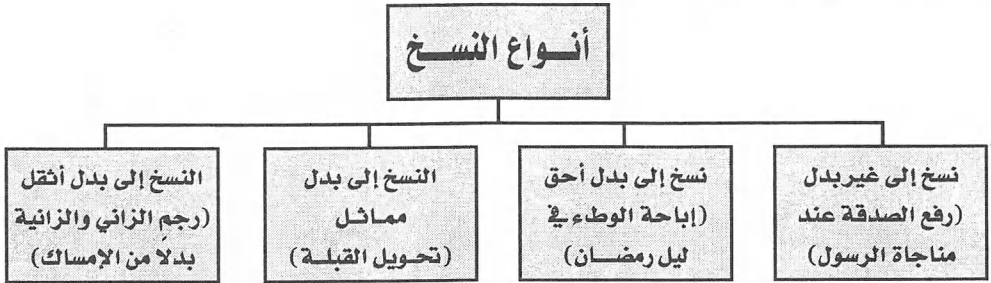 أنواع النسخ
نسخ إلى غير بدل
(رفع الصدقة عند
مناجاة الرسول)
نسخ إلى بدل أحق
(إباحة الوطاء في
ليل رمضان)
النسخ إلى بدل
مماثل
(تحويل القبلة)
النسخ إلى بدل أثقل
(رجم الزاني والزانية
بدلاً من الإمساك)